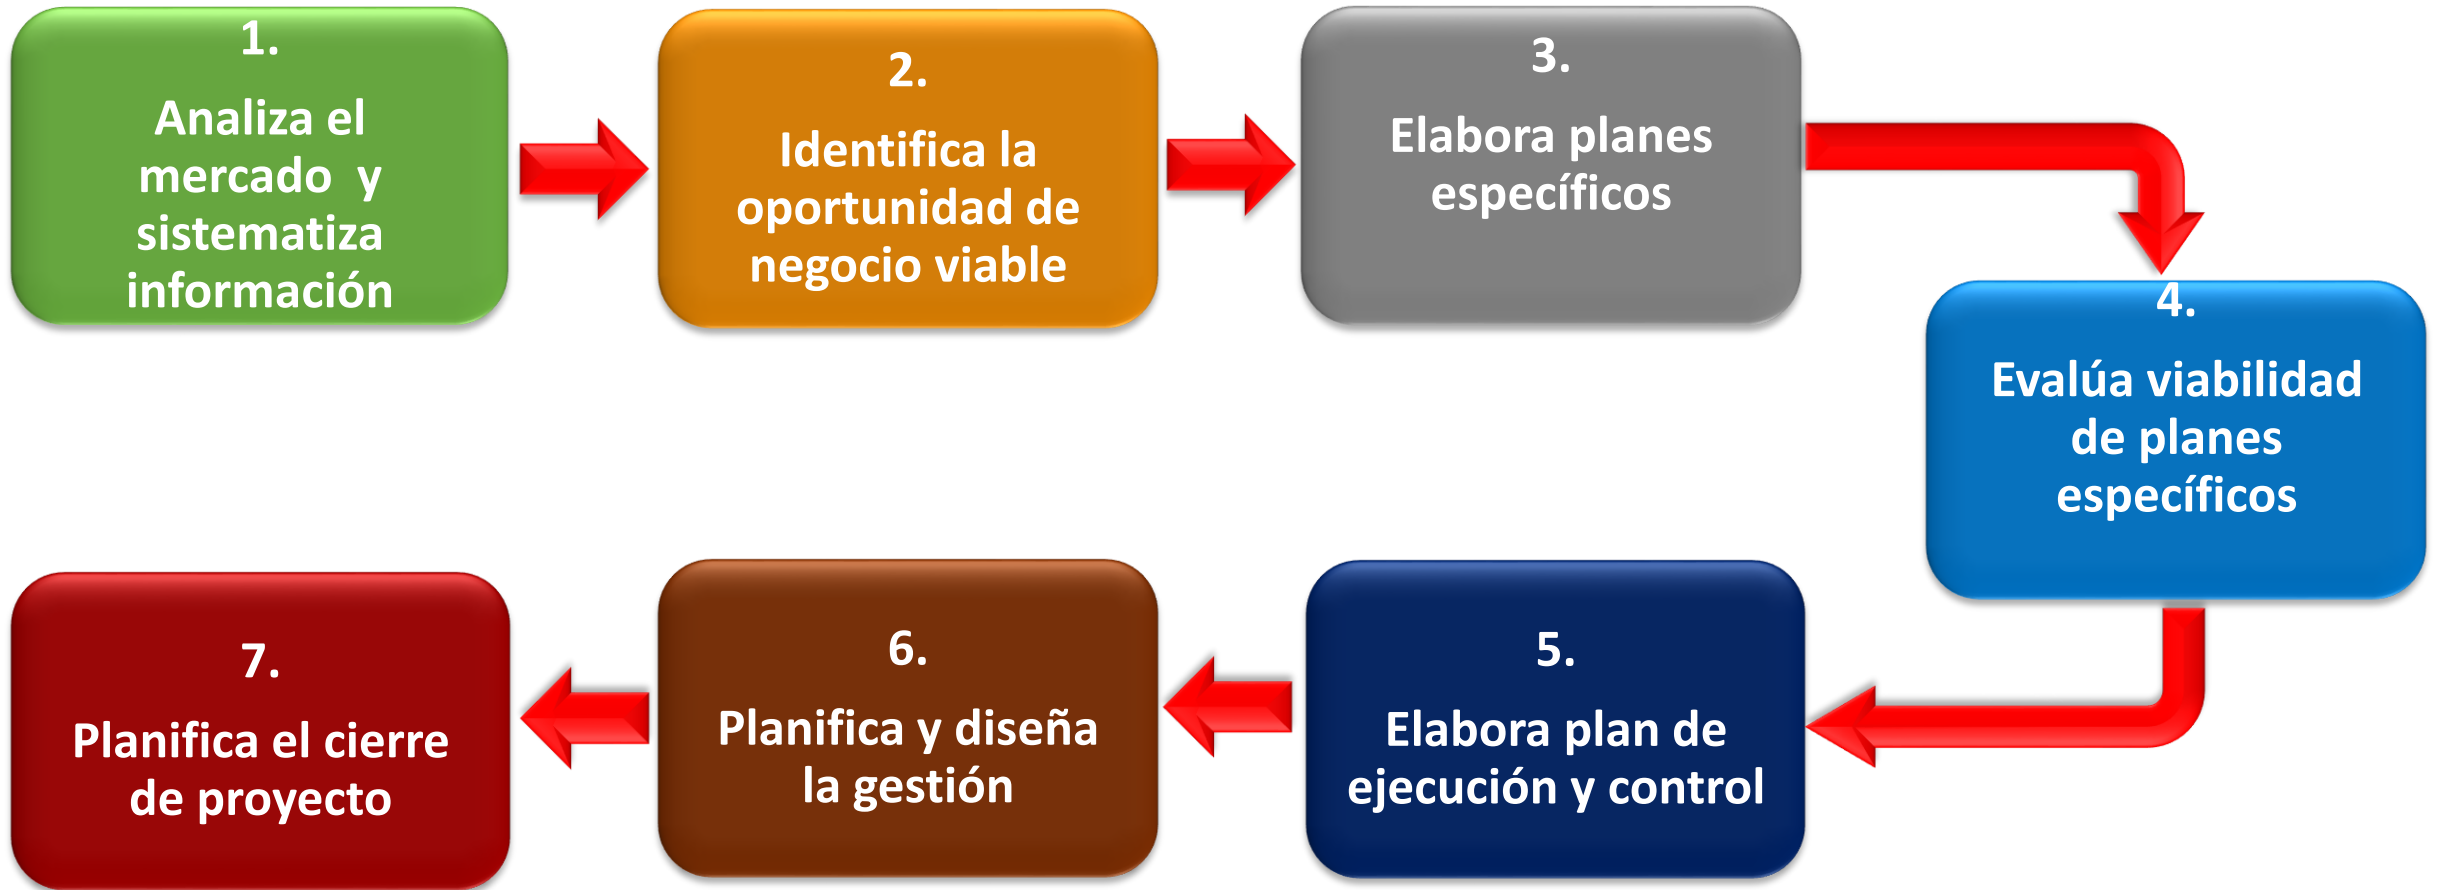 1.
Analiza el
mercado  y
sistematiza
información
2.
Identifica la
oportunidad de
negocio viable
3.
Elabora planes
específicos
4.
Evalúa viabilidad
de planes
específicos
5.
Elabora plan de
ejecución y control
6.
Planifica y diseña
la gestión
7.
Planifica el cierre
de proyecto